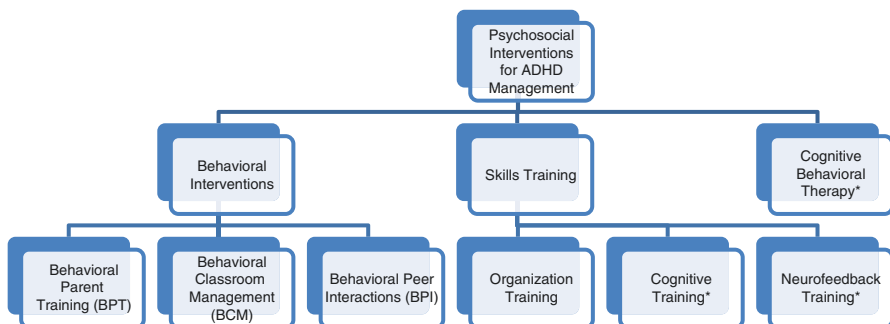 Psychosocial
Interventions
for ADHD
Management
Behavioral
Interventions
Skills Training
Cognitive
Behavioral
Therapy*
Behavioral
Parent
Training (BPT)
Behavioral
Classroom
Management
(BCM)
Behavioral Peer
Interactions (BPI)
Organization
Training
Cognitive
Training*
Neurofeedback
Training*